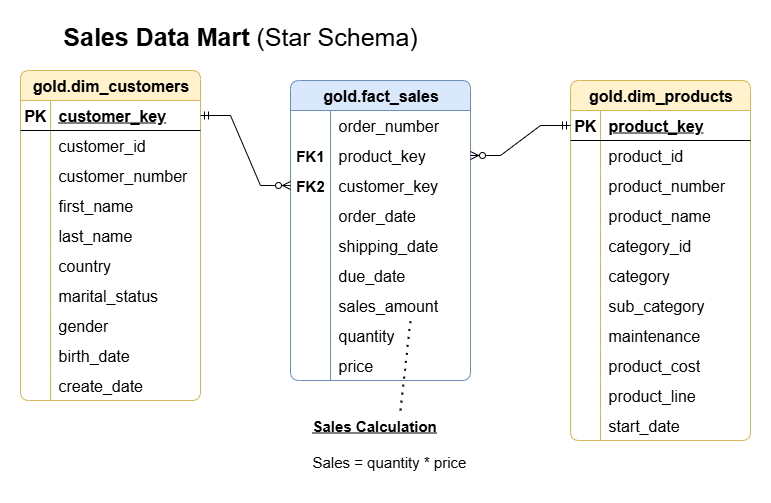 Sales Data Mart (Star Schema)
gold.dim_customers
PK customer_key
customer_id
customer_number
first_name
last_name
country
marital_status
gender
birth_date
create_date
gold.fact_sales
order_number
FK1 product_key
FK2 customer_key
order_date
shipping_date
due_date
sales_amount
quantity
price
Sales Calculation
Sales = quantity * price
gold.dim_products
PK product_key
product_id
product_number
product_name
category_id
category
sub_category
maintenance
product_cost
product_line
start_date